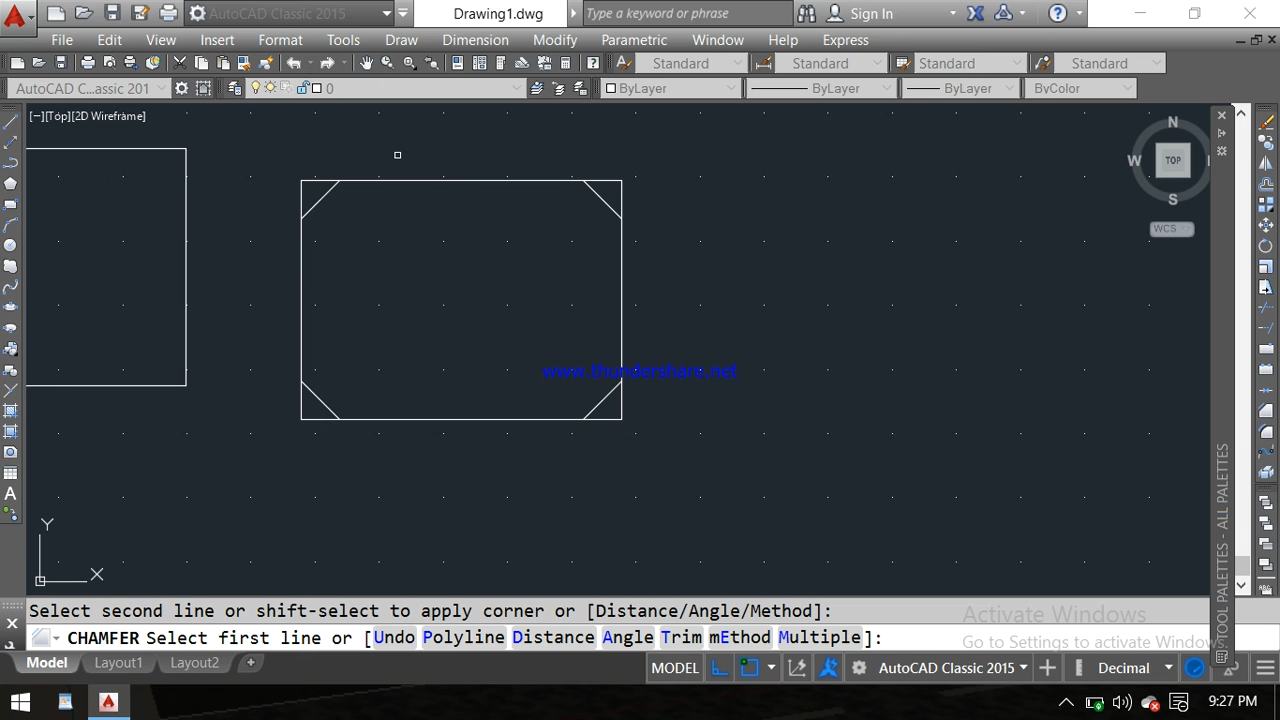 AutoCAD Classic 2015
Drawing1.dwg
Type a keyword or phrase
Sign In
File Edit View Insert Format Tools Draw Dimension Modify Parametric Window Help Express
Standard Standard Standard Standard
AutoCAD C...assic 201 0 ByLayer ByLayer ByLayer ByColor
[−][Top][2D Wireframe]
N
W TOP
S
WCS
www.thundershare.net
Y
X
TOOL PALETTES - ALL PALETTES
Select second line or shift-select to apply corner or [Distance/Angle/Method]:
CHAMFER Select first line or [Undo Polyline Distance Angle Trim mEthod Multiple]:
Activate Windows
Go to Settings to activate Windows.
Model Layout1 Layout2 MODEL AutoCAD Classic 2015 Decimal
9:27 PM